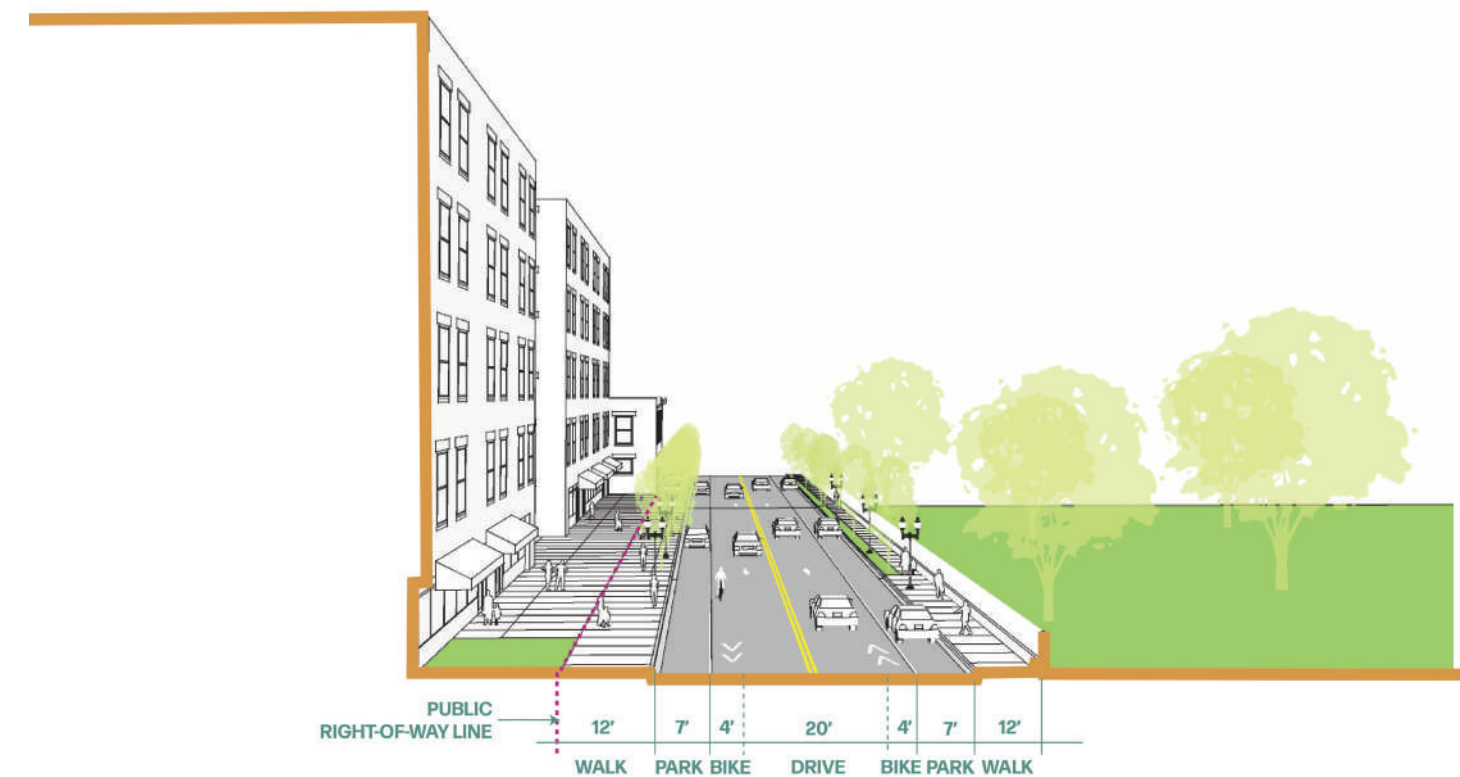 PUBLIC
RIGHT-OF-WAY LINE
12' 7' 4' 20' 4' 7' 12'
WALK PARK BIKE DRIVE BIKE PARK WALK